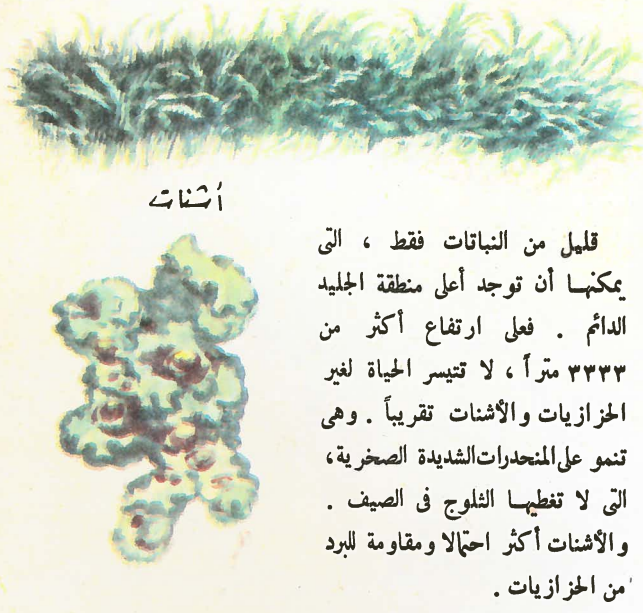 أشنات
قليل من النباتات فقط ، التى
يمكنهـا أن توجد أعلى منطقة الجليد
الدائم . فعلى ارتفاع أكثر من
٣٣٣٣ متراً ، لا تتيسر الحياة لغير
الحزازيات والأشنات تقريباً . وهى
تنمو على المنحدرات الشديدة الصخرية ،
التى لا تغطيهـا الثلوج فى الصيف .
والأشنات أكثر احتمالا ومقاومة للبرد
من الحزازيات .